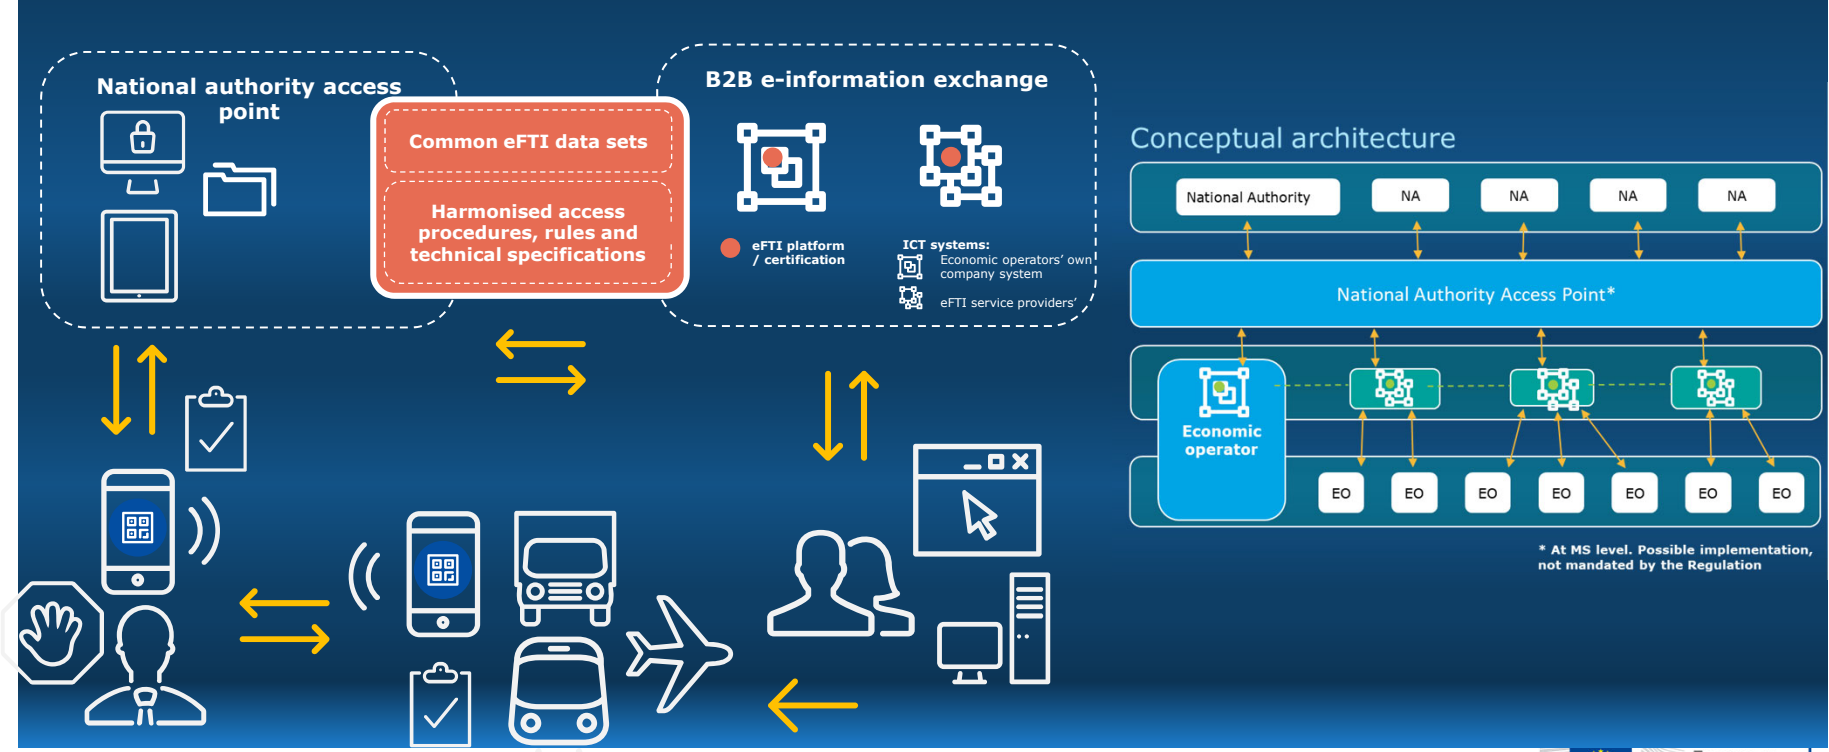 National authority access
point
Common eFTI data sets
Harmonised access
procedures, rules and
technical specifications
B2B e-information exchange
eFTI platform
/ certification
ICT systems:
Economic operators’ own
company system
eFTI service providers’
Conceptual architecture
National Authority
NA
NA
NA
NA
National Authority Access Point*
Economic
operator
EO
EO
EO
EO
EO
EO
EO
* At MS level. Possible implementation,
not mandated by the Regulation